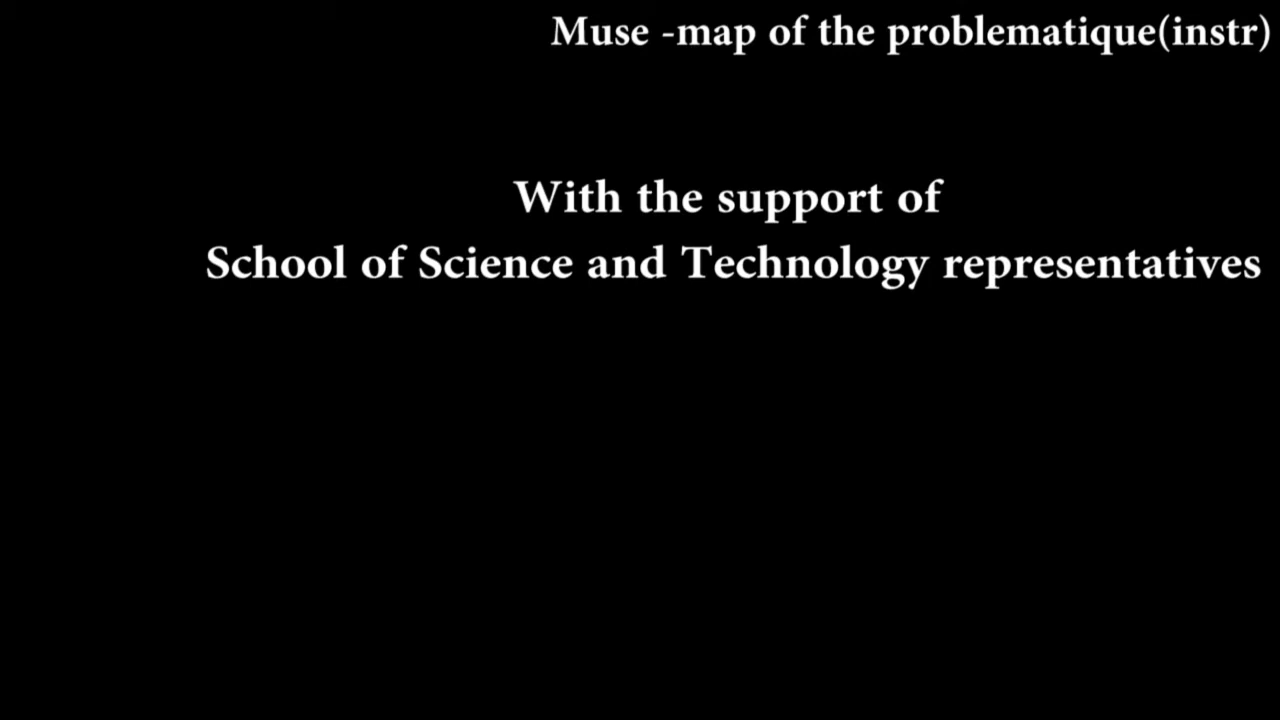 Muse -map of the problematique(instr)
With the support of
School of Science and Technology representatives